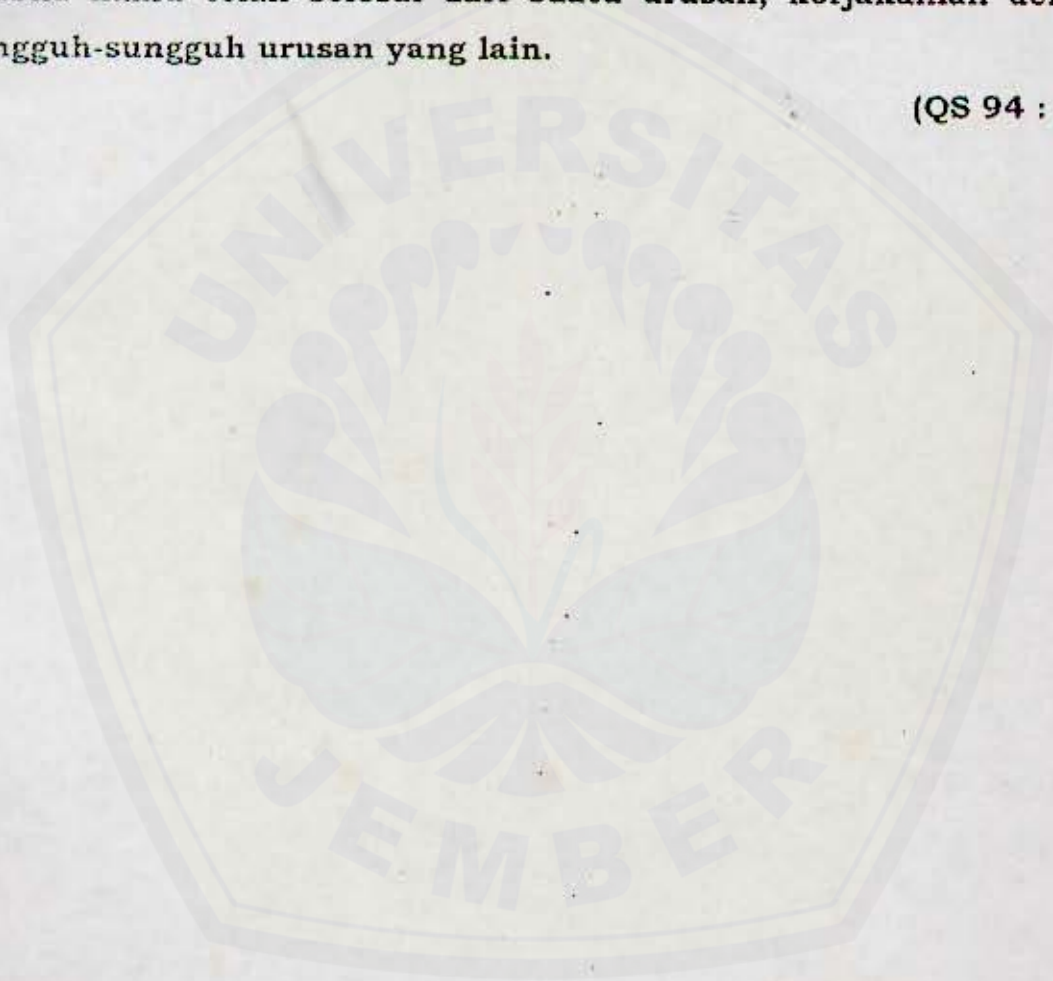 telah selesai dari suatu urusan, kerjakanlah
ngguh-sungguh urusan yang lain.
(QS 94 :
UNIVERSITAS
JEMBER